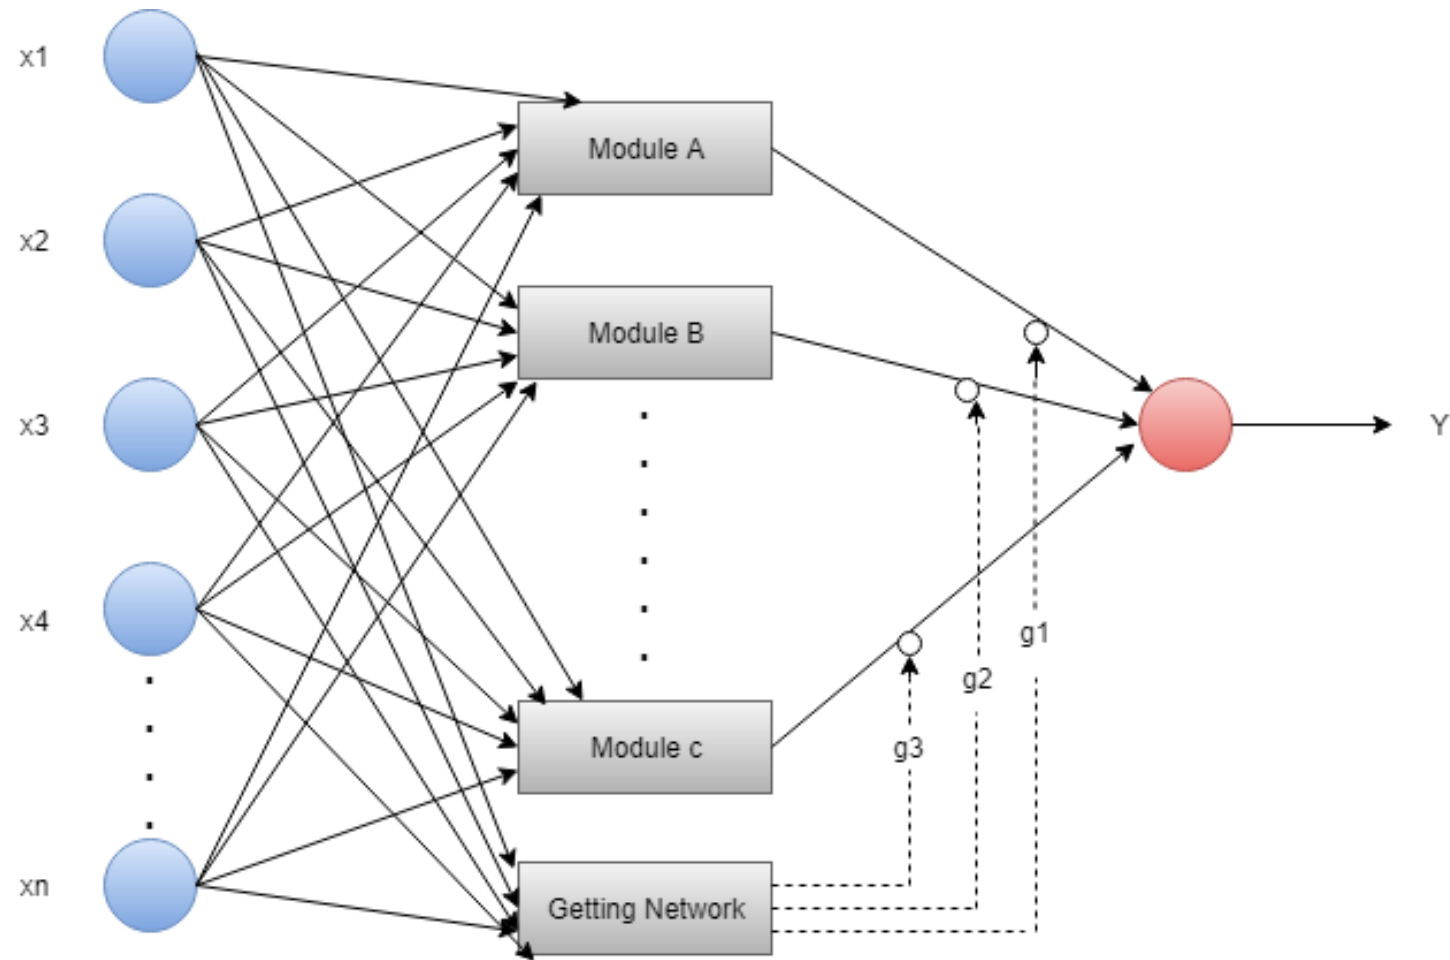 x1
Module A
x2
Module B
x3
Y
x4
g1
g2
Module c
g3
xn
Getting Network